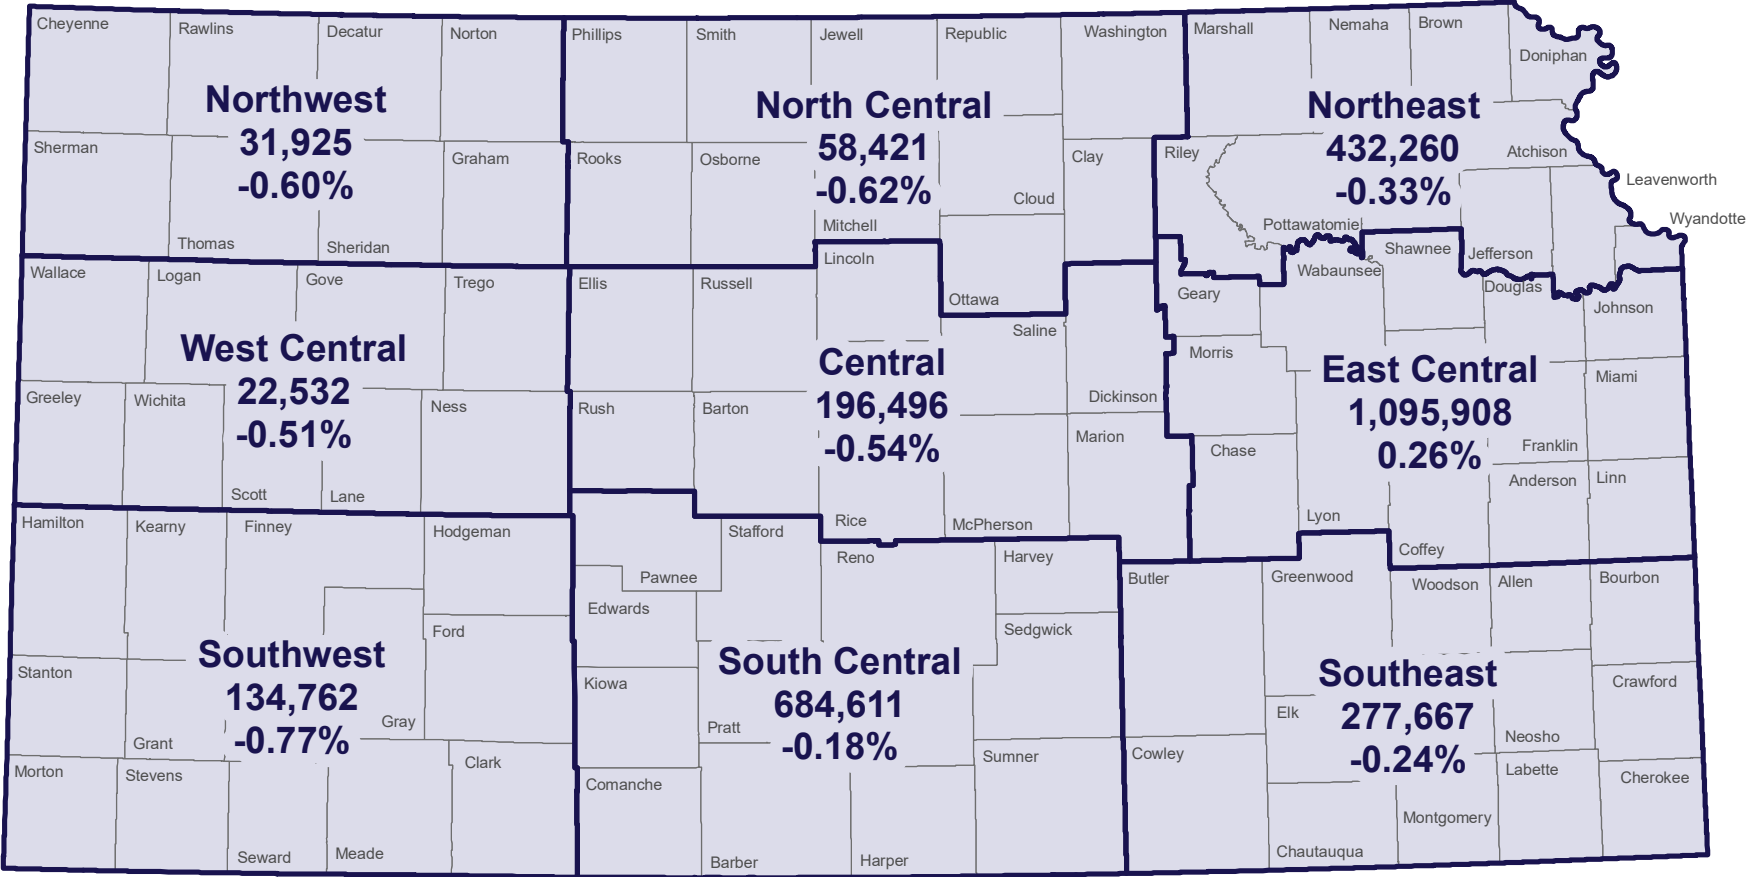 Cheyenne
Rawlins
Decatur
Norton
Phillips
Smith
Jewell
Republic
Washington
Marshall
Nemaha
Brown
Doniphan
Northwest
31,925
-0.60%
North Central
58,421
-0.62%
Northeast
432,260
-0.33%
Sherman
Graham
Rooks
Osborne
Clay
Riley
Atchison
Leavenworth
Cloud
Wyandotte
Thomas
Sheridan
Mitchell
Pottawatomie
Shawnee
Jefferson
Wallace
Logan
Gove
Trego
Ellis
Russell
Lincoln
Ottawa
Geary
Wabaunsee
Douglas
Johnson
Saline
West Central
22,532
-0.51%
Central
196,496
-0.54%
East Central
1,095,908
0.26%
Morris
Miami
Greeley
Wichita
Ness
Rush
Barton
Dickinson
Marion
Chase
Franklin
Anderson
Linn
Scott
Lane
Rice
McPherson
Lyon
Coffey
Hamilton
Kearny
Finney
Hodgeman
Stafford
Reno
Harvey
Pawnee
Butler
Greenwood
Woodson
Allen
Bourbon
Edwards
Ford
Sedgwick
Southwest
134,762
-0.77%
South Central
684,611
-0.18%
Southeast
277,667
-0.24%
Stanton
Kiowa
Crawford
Gray
Pratt
Elk
Grant
Neosho
Morton
Stevens
Clark
Comanche
Sumner
Cowley
Labette
Cherokee
Montgomery
Seward
Meade
Barber
Harper
Chautauqua